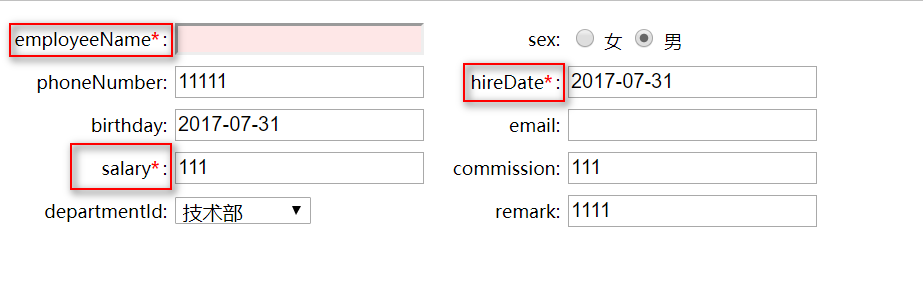 employeeName*: sex: 女 男
phoneNumber: 11111 hireDate*: 2017-07-31
birthday: 2017-07-31 email:
salary*: 111 commission: 111
departmentId: 技术部 remark: 1111